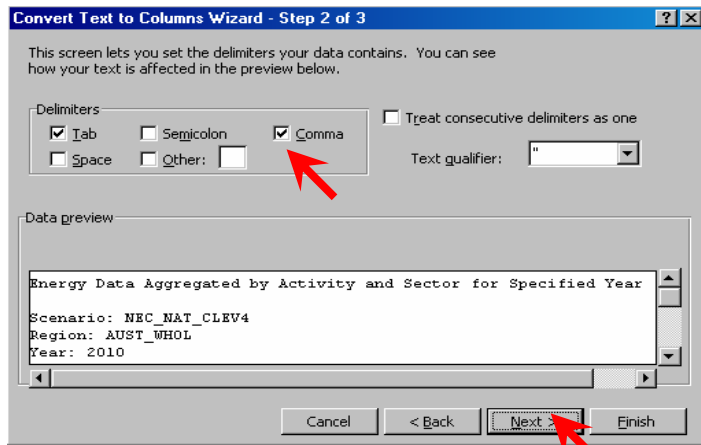 Convert Text to Columns Wizard - Step 2 of 3
This screen lets you set the delimiters your data contains. You can see
how your text is affected in the preview below.
Delimiters
Tab Semicolon Comma
Space Other:
Treat consecutive delimiters as one
Text qualifier: "
Data preview
Energy Data Aggregated by Activity and Sector for Specified Year
Scenario: NEC_NAT_CLEV4
Region: AUST_WHOL
Year: 2010
Cancel < Back Next > Finish